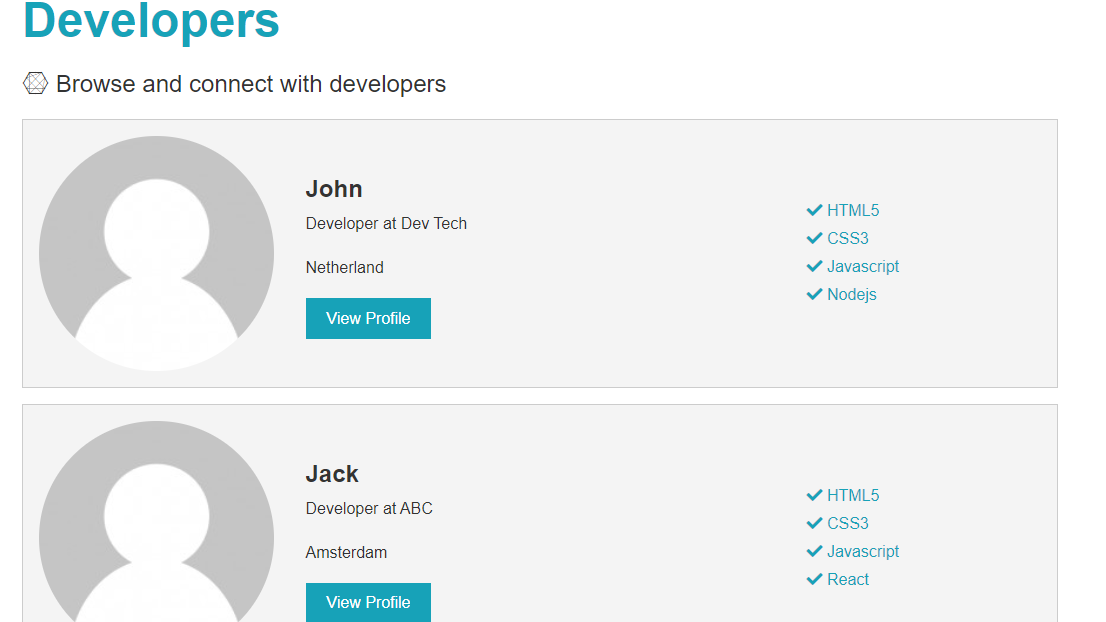 Developers
Browse and connect with developers
John
Developer at Dev Tech
Netherland
View Profile
HTML5
CSS3
Javascript
Nodejs
Jack
Developer at ABC
Amsterdam
View Profile
HTML5
CSS3
Javascript
React